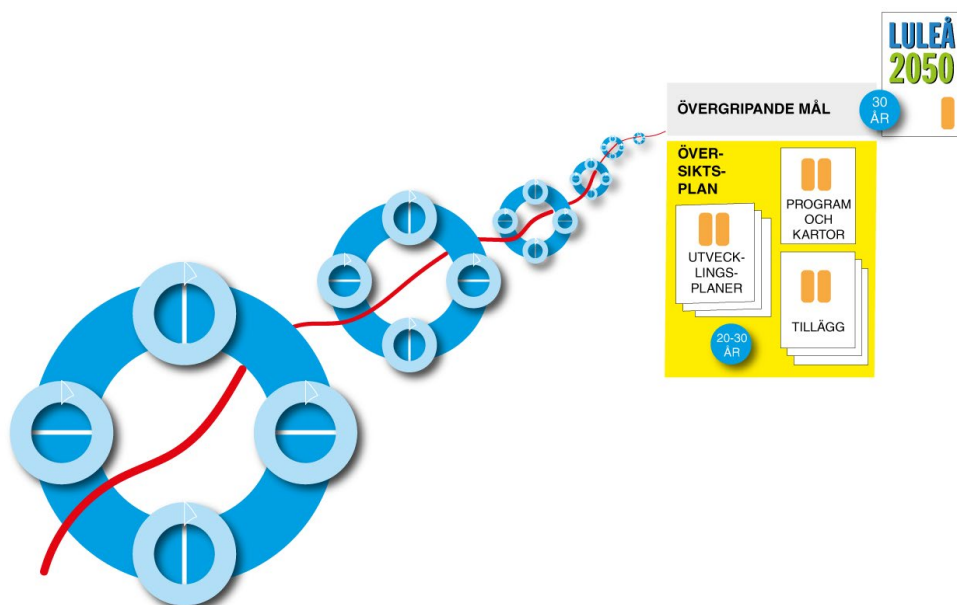 LULEÅ
2050
ÖVERGRIPANDE MÅL
30
ÅR
ÖVER-
SIKTS-
PLAN
PROGRAM
OCH
KARTOR
UTVECK-
LINGS-
PLANER
TILLÄGG
20-30
ÅR